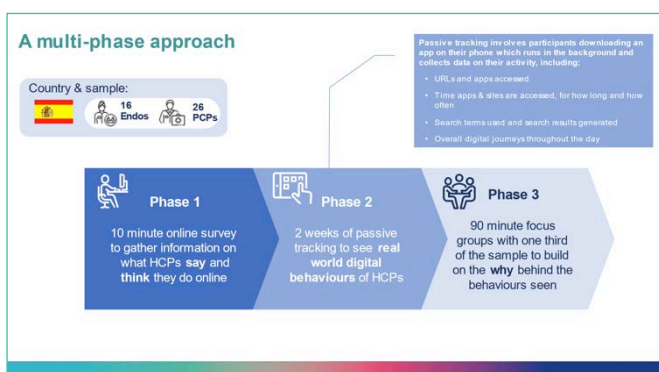 A multi-phase approach
Passive tracking involves participants downloading an
app on their phone which runs in the background and
collects data on their activity, including:
• URLs and apps accessed
• Time apps & sites are accessed, for how long and how
often
• Search terms used and search results generated
• Overall digital journeys throughout the day
Country & sample:
16
Endos
26
PCPs
Phase 1
10 minute online survey
to gather information on
what HCPs say and
think they do online
Phase 2
2 weeks of passive
tracking to see real
world digital
behaviours of HCPs
Phase 3
90 minute focus
groups with one third
of the sample to build
on the why behind the
behaviours seen